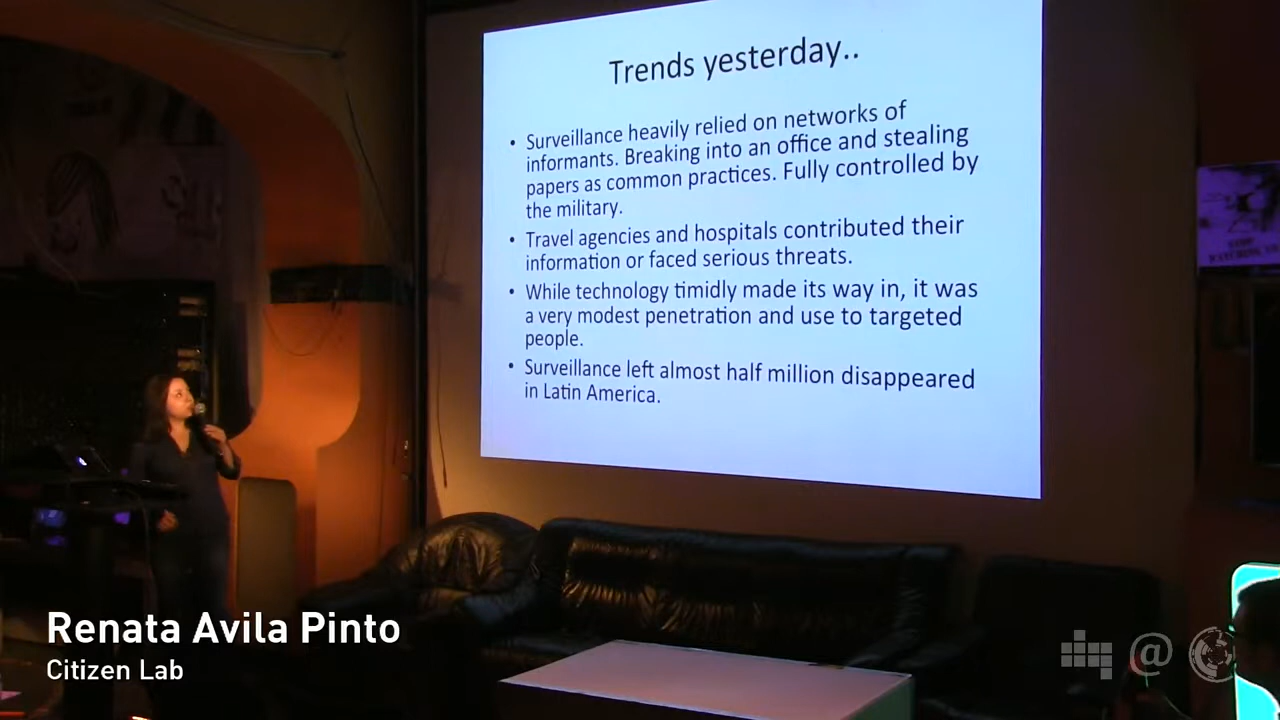 Trends yesterday..
• Surveillance heavily relied on networks of
informants. Breaking into an office and stealing
papers as common practices. Fully controlled by
the military.
• Travel agencies and hospitals contributed their
information or faced serious threats.
• While technology timidly made its way in, it was
a very modest penetration and use to targeted
people.
• Surveillance left almost half million disappeared
in Latin America.
Renata Avila Pinto
Citizen Lab
@